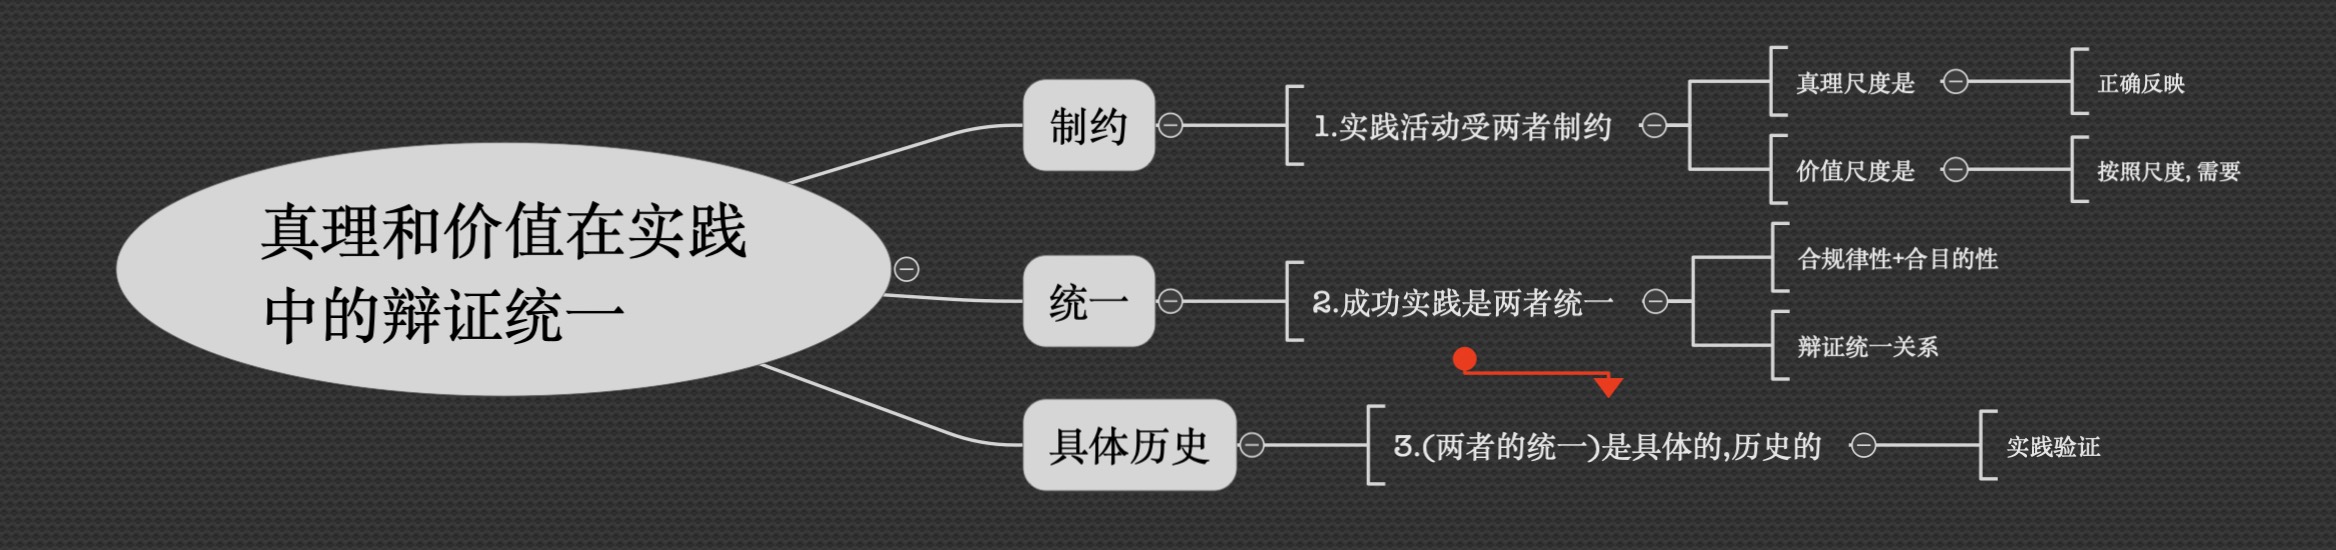 真理和价值在实践
中的辩证统一
制约
1.实践活动受两者制约
真理尺度是
正确反映
价值尺度是
按照尺度,需要
统一
2.成功实践是两者统一
合规律性+合目的性
辩证统一关系
具体历史
3.(两者的统一)是具体的,历史的
实践验证